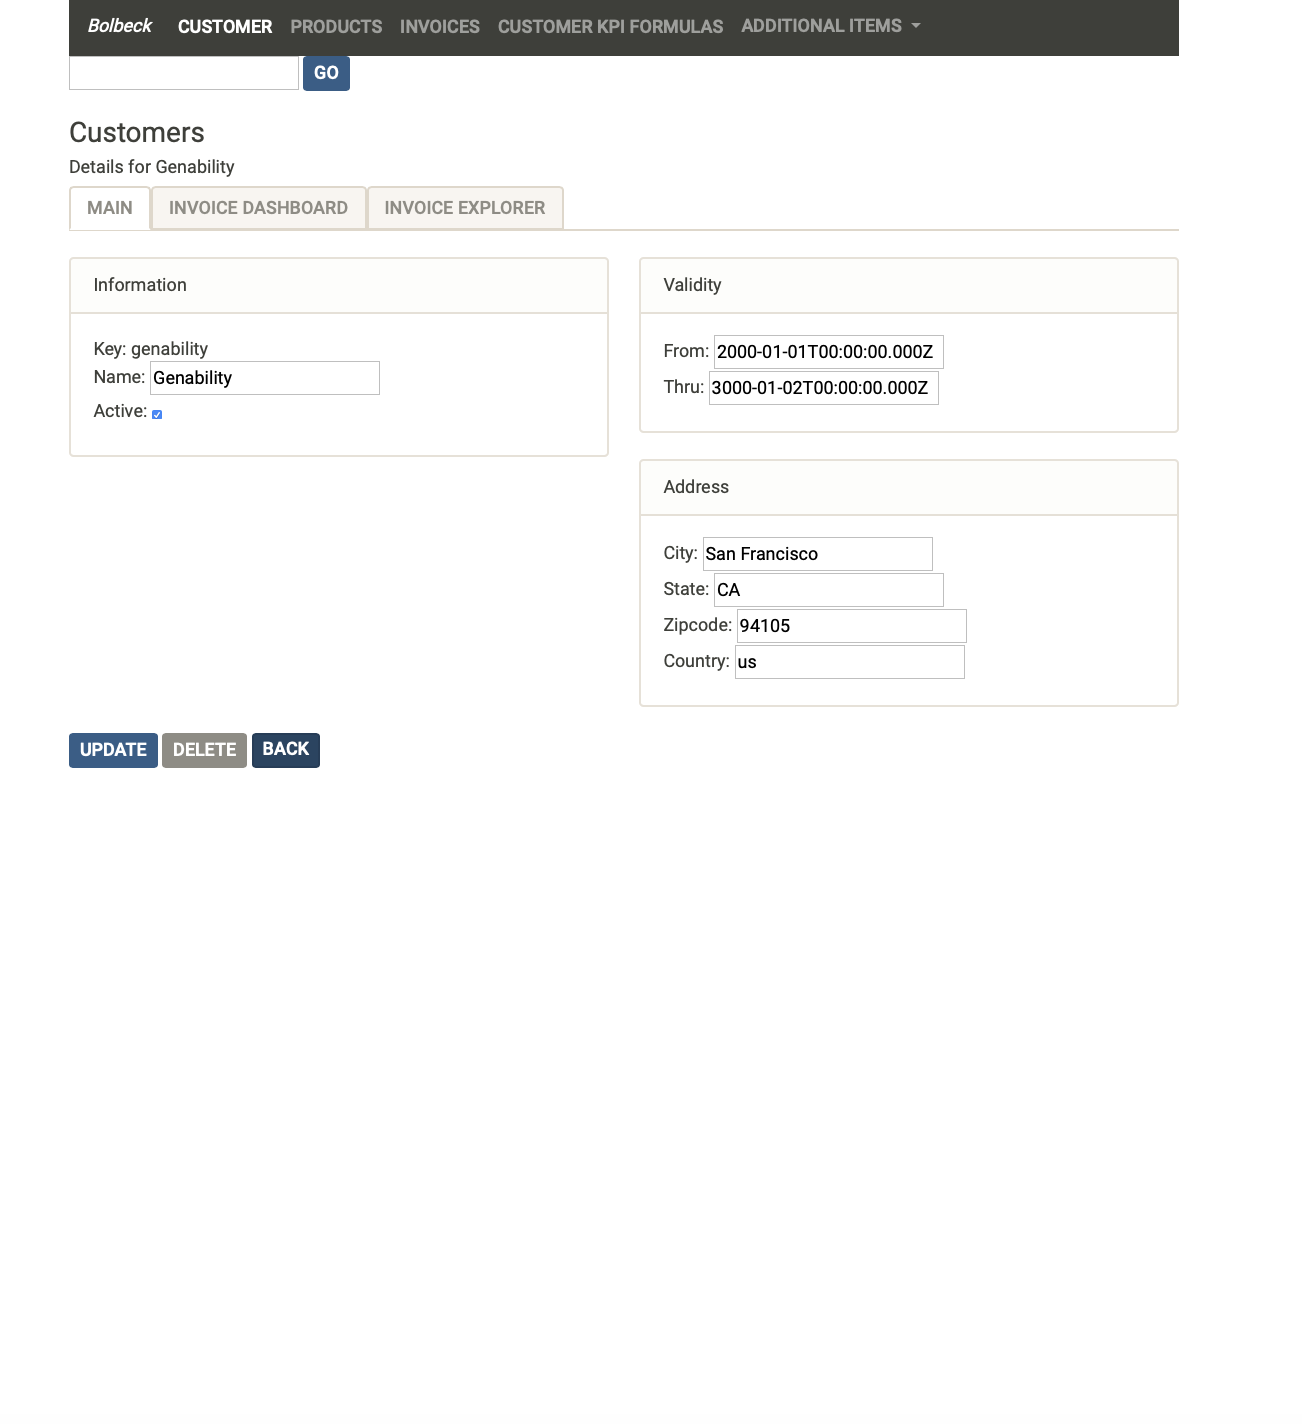 Bolbeck CUSTOMER PRODUCTS INVOICES CUSTOMER KPI FORMULAS ADDITIONAL ITEMS
GO
Customers
Details for Genability
MAIN INVOICE DASHBOARD INVOICE EXPLORER
Information
Key: genability
Name: Genability
Active:
Validity
From: 2000-01-01T00:00:00.000Z
Thru: 3000-01-02T00:00:00.000Z
Address
City: San Francisco
State: CA
Zipcode: 94105
Country: us
UPDATE DELETE BACK